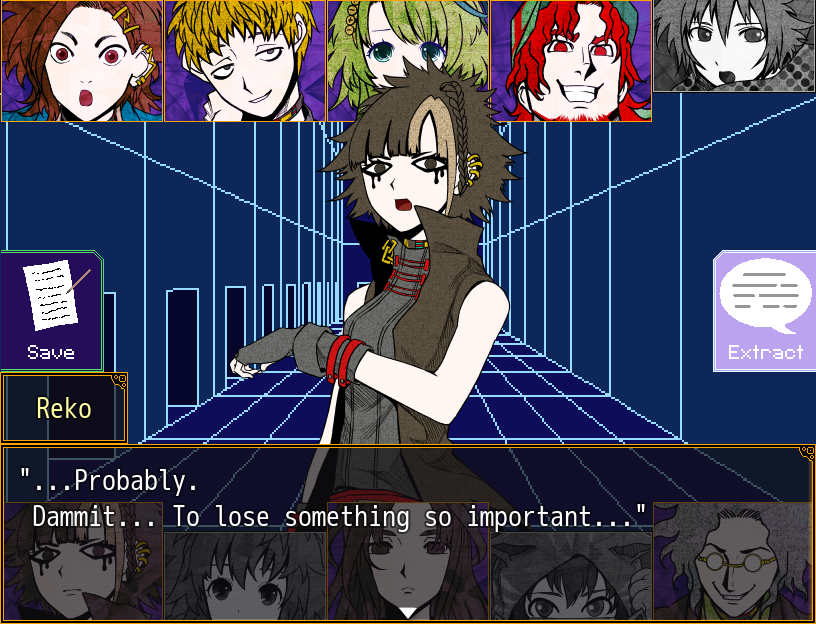 Save
Extract
Reko
"...Probably.
Dammit... To lose something so important..."